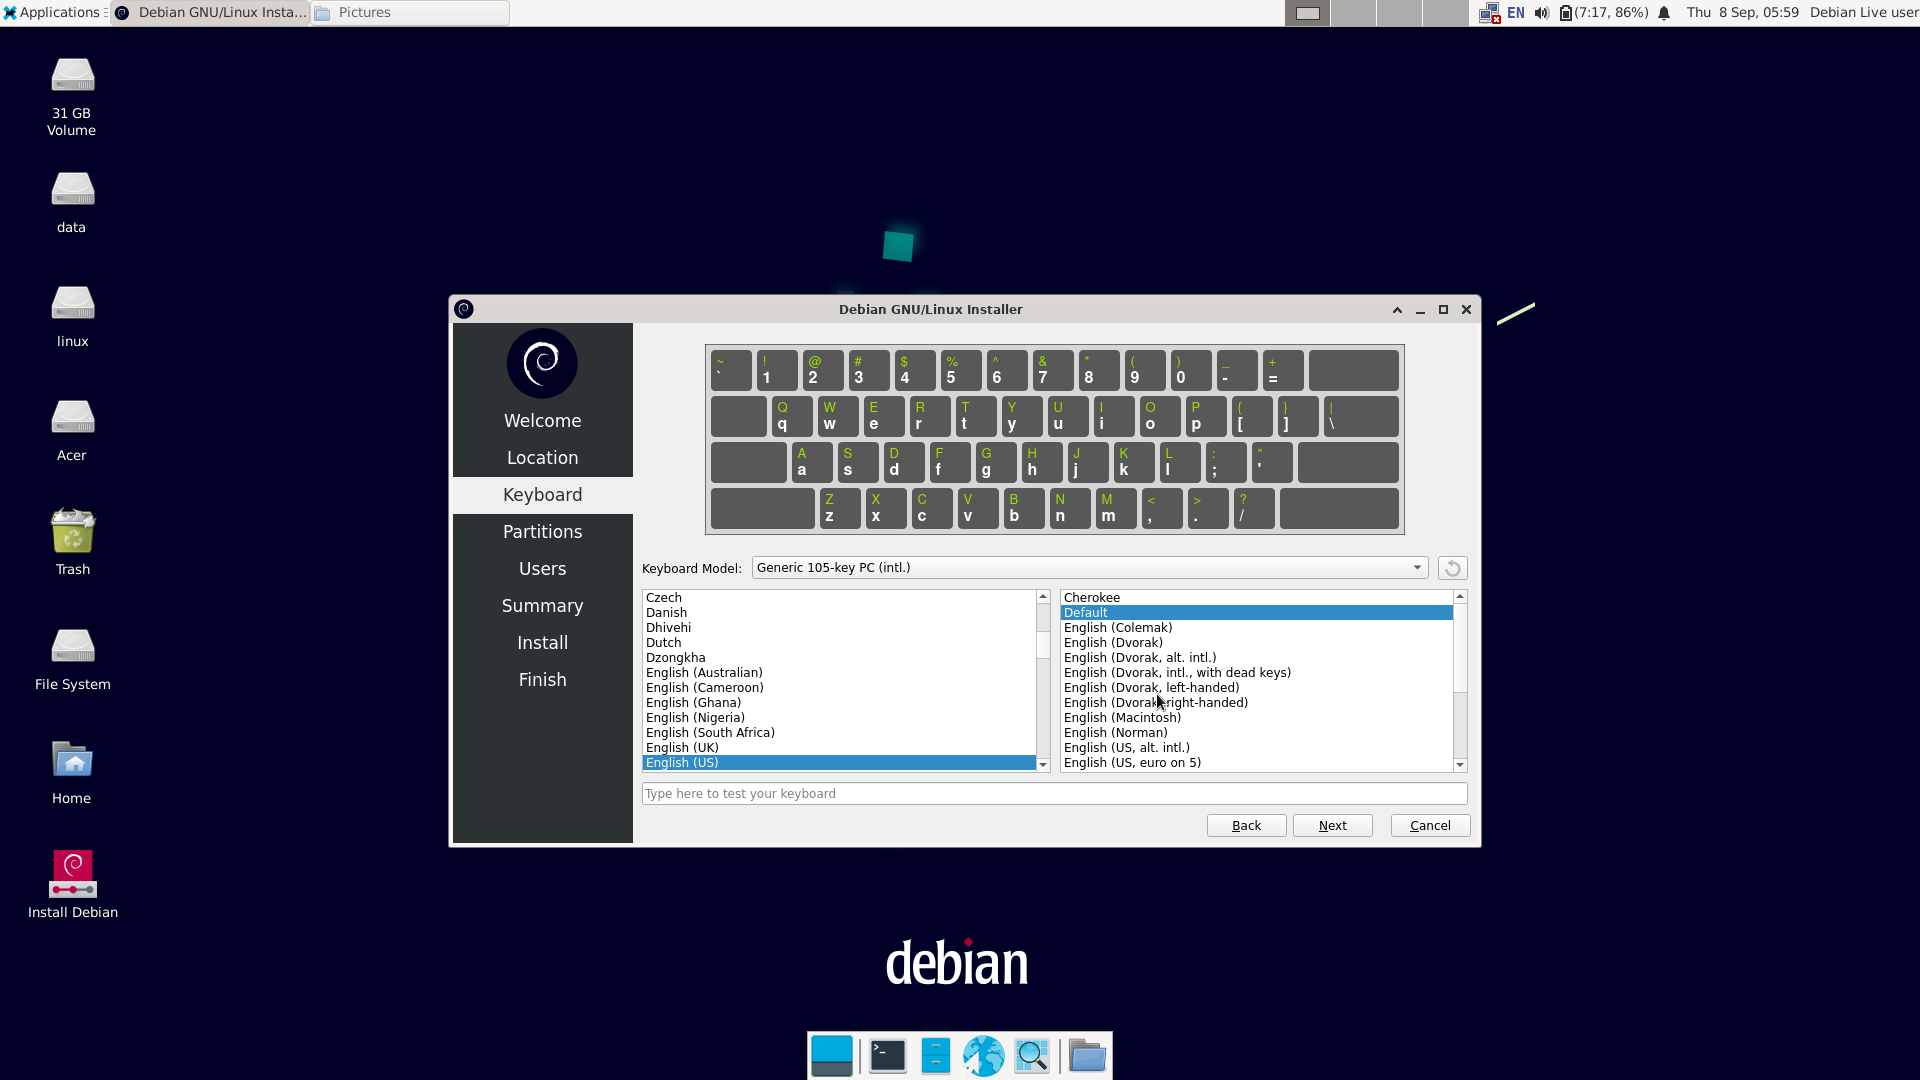 Applications
Debian GNU/Linux Insta...
Pictures
EN
(7:17, 86%)
Thu  8 Sep, 05:59
Debian Live user
31 GB
Volume
data
linux
Acer
Trash
File System
Home
Install Debian
Debian GNU/Linux Installer
Welcome
Location
Keyboard
Partitions
Users
Summary
Install
Finish
~ ! @ # $ % ^ & * ( ) _ +
` 1 2 3 4 5 6 7 8 9 0 - =
Q W E R T Y U I O P { } |
q w e r t y u i o p [ ] \
A S D F G H J K L : "
a s d f g h j k l ; '
Z X C V B N M < > ?
z x c v b n m , . /
Keyboard Model:
Generic 105-key PC (intl.)
Czech
Danish
Dhivehi
Dutch
Dzongkha
English (Australian)
English (Cameroon)
English (Ghana)
English (Nigeria)
English (South Africa)
English (UK)
English (US)
Cherokee
Default
English (Colemak)
English (Dvorak)
English (Dvorak, alt. intl.)
English (Dvorak, intl., with dead keys)
English (Dvorak, left-handed)
English (Dvorak, right-handed)
English (Macintosh)
English (Norman)
English (US, alt. intl.)
English (US, euro on 5)
Type here to test your keyboard
Back
Next
Cancel
debian
>_